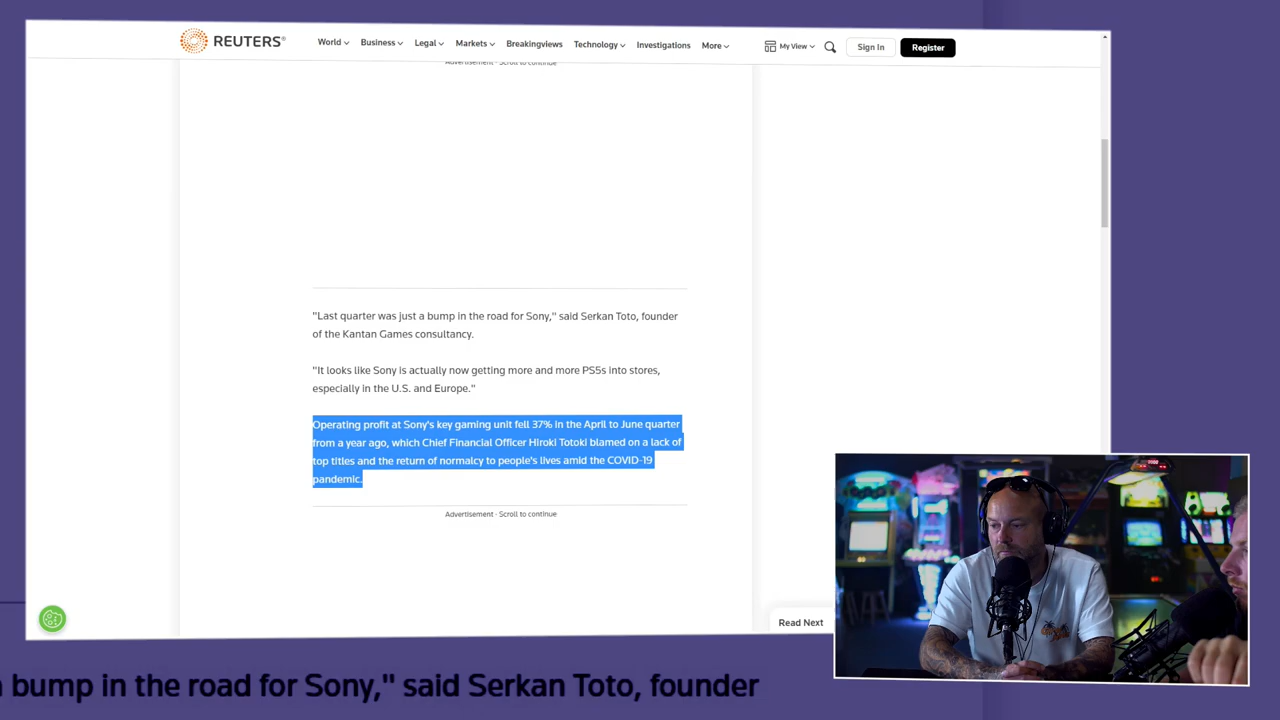 REUTERS®
World
Business
Legal
Markets
Breakingviews
Technology
Investigations
More
My View
Sign In
Register
Advertisement · Scroll to continue
"Last quarter was just a bump in the road for Sony," said Serkan Toto, founder
of the Kantan Games consultancy.
"It looks like Sony is actually now getting more and more PS5s into stores,
especially in the U.S. and Europe."
Operating profit at Sony's key gaming unit fell 37% in the April to June quarter
from a year ago, which Chief Financial Officer Hiroki Totoki blamed on a lack of
top titles and the return of normalcy to people's lives amid the COVID-19
pandemic.
Advertisement · Scroll to continue
Read Next
bump in the road for Sony," said Serkan Toto, founder